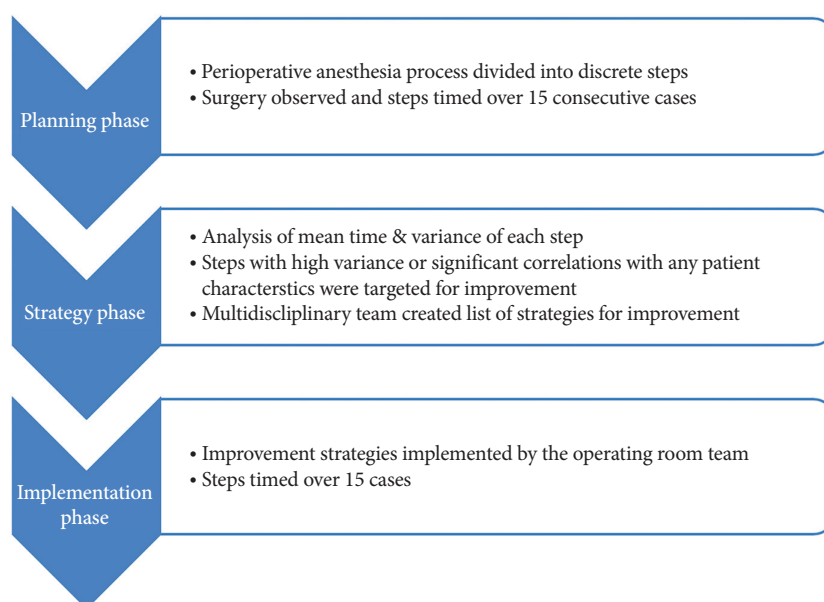 Planning phase
• Perioperative anesthesia process divided into discrete steps
• Surgery observed and steps timed over 15 consecutive cases
Strategy phase
• Analysis of mean time & variance of each step
• Steps with high variance or significant correlations with any patient
characterstics were targeted for improvement
• Multidiscliplinary team created list of strategies for improvement
Implementation
phase
• Improvement strategies implemented by the operating room team
• Steps timed over 15 cases